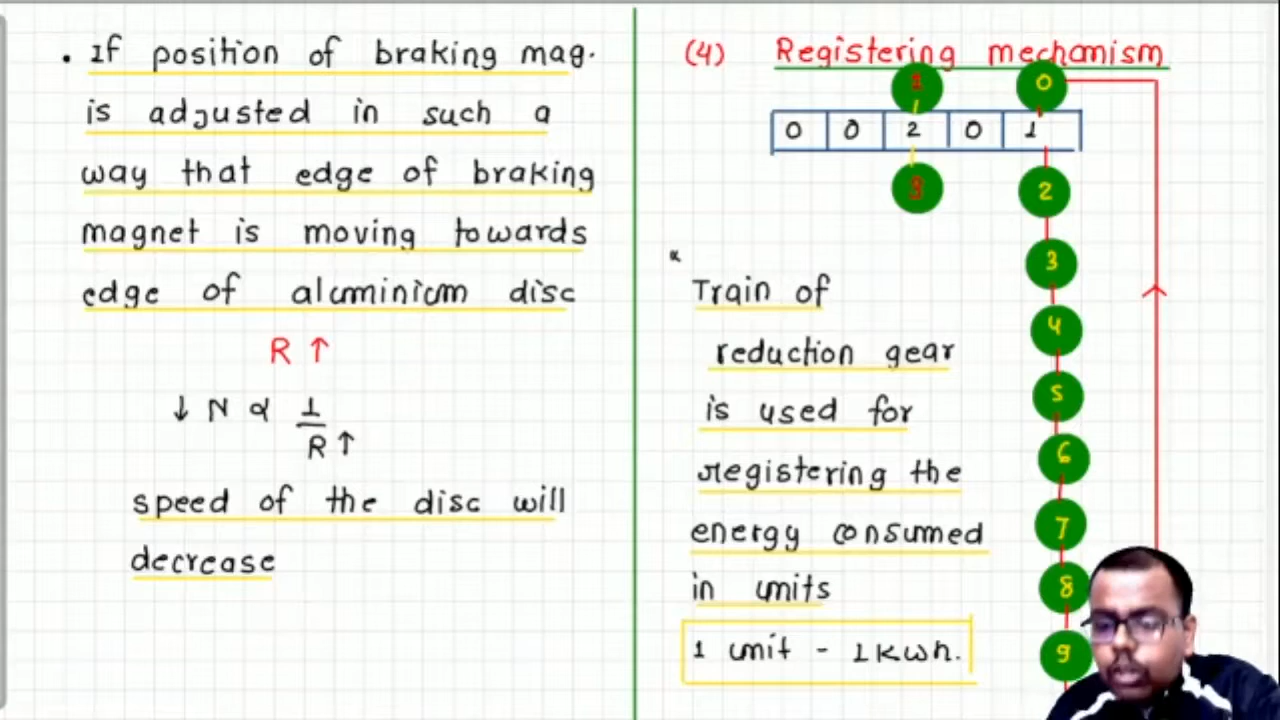 . If position of braking mag.
is adjusted in such a
way that edge of braking
magnet is moving towards
edge of aluminium disc
R ↑
↓ N ∝ 1/R ↑
speed of the disc will
decrease
(4) Registering mechanism
1 0
0 0 2 0 1
3 2
3
4
5
6
7
8
9
Train of
reduction gear
is used for
registering the
energy consumed
in units
1 unit - 1 kwh.